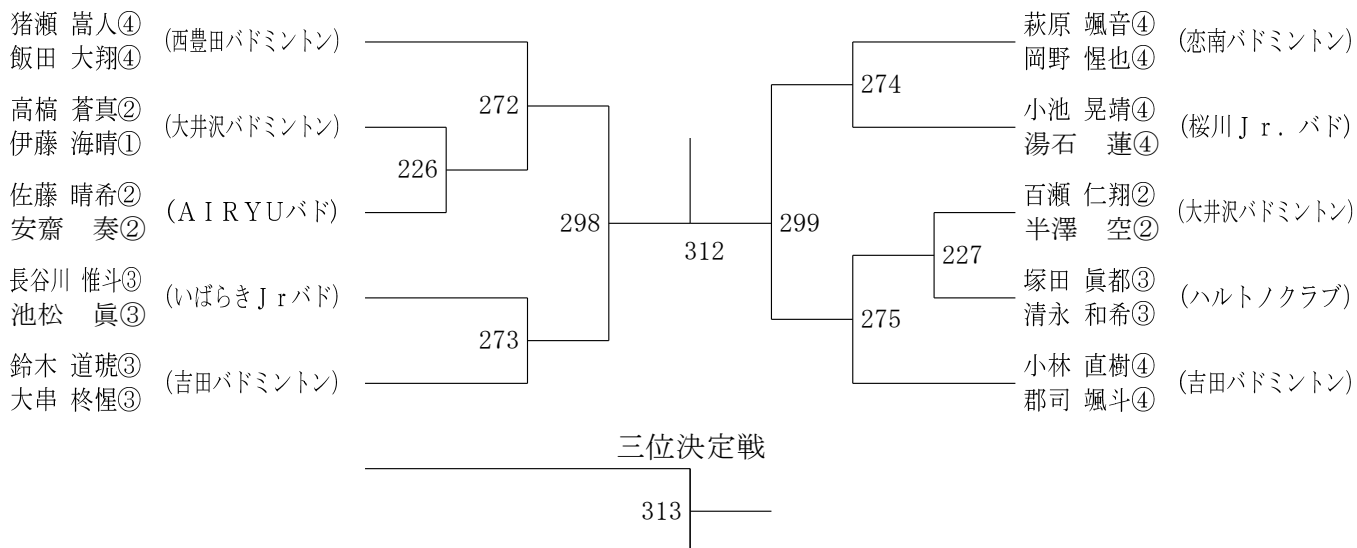 猪瀬 嵩人④
飯田 大翔④
(西豊田バドミントン)
高槗 蒼真②
伊藤 海晴①
(大井沢バドミントン)
佐藤 晴希②
安齋 奏②
(ＡＩＲＹＵバド)
長谷川 惟斗③
池松 眞③
(いばらきＪｒバド)
鈴木 道琥③
大串 柊惺③
(吉田バドミントン)
272
226
298
273
312
萩原 颯音④
岡野 惺也④
(恋南バドミントン)
小池 晃靖④
湯石 蓮④
(桜川Ｊｒ．バド)
百瀬 仁翔②
半澤 空②
(大井沢バドミントン)
塚田 眞都③
清永 和希③
(ハルトノクラブ)
小林 直樹④
郡司 颯斗④
(吉田バドミントン)
274
299
227
275
三位決定戦
313